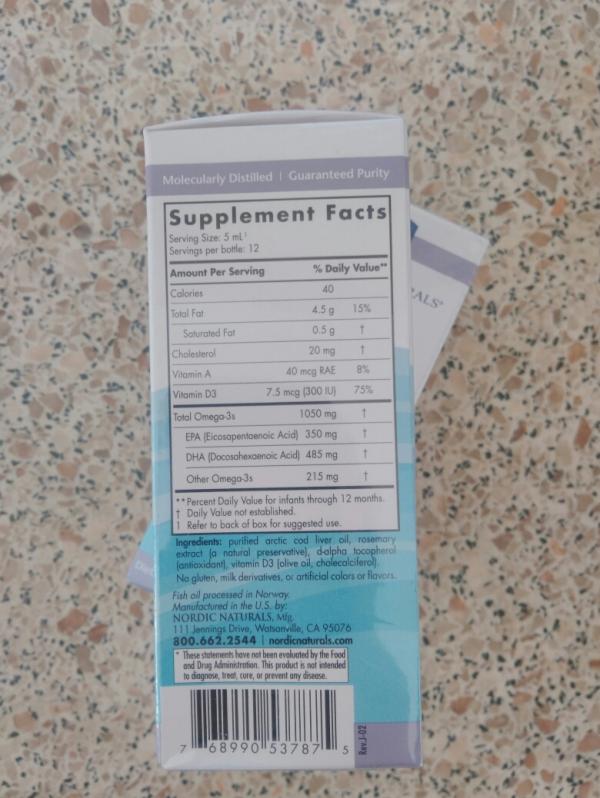 Molecularly Distilled | Guaranteed Purity
Supplement Facts
Serving Size: 5 mL¹
Servings per bottle: 12
Amount Per Serving % Daily Value**
Calories 40
Total Fat 4.5 g 15%
Saturated Fat 0.5 g †
Cholesterol 20 mg †
Vitamin A 40 mcg RAE 8%
Vitamin D3 7.5 mcg (300 IU) 75%
Total Omega-3s 1050 mg †
EPA (Eicosapentaenoic Acid) 350 mg †
DHA (Docosahexaenoic Acid) 485 mg †
Other Omega-3s 215 mg †
** Percent Daily Value for infants through 12 months.
† Daily Value not established.
1 Refer to back of box for suggested use.
Ingredients: purified arctic cod liver oil, rosemary
extract (a natural preservative), d-alpha tocopherol
(antioxidant), vitamin D3 (olive oil, cholecalciferol).
No gluten, milk derivatives, or artificial colors or flavors.
Fish oil processed in Norway.
Manufactured in the U.S. by:
NORDIC NATURALS, Mfg.
111 Jennings Drive, Watsonville, CA 95076
800.662.2544 | nordicnaturals.com
* These statements have not been evaluated by the Food
and Drug Administration. This product is not intended
to diagnose, treat, cure, or prevent any disease.
7 68990 53787 5
Rev.J-02
RALS®